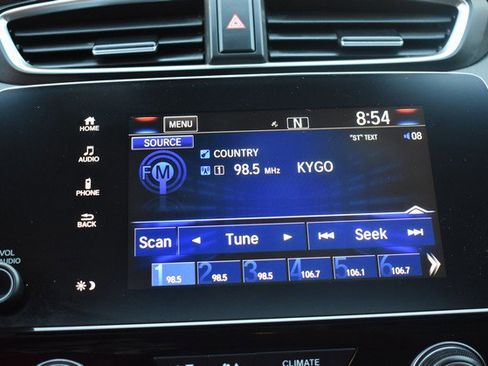 HOME
AUDIO
PHONE
BACK
VOL
AUDIO
MENU
N
8:54
"ST" TEXT
08
SOURCE
FM
COUNTRY
1 98.5 MHz KYGO
Scan Tune Seek
1 98.5 2 98.5 3 98.5 4 106.7 5 106.1 6 106.7
CLIMATE